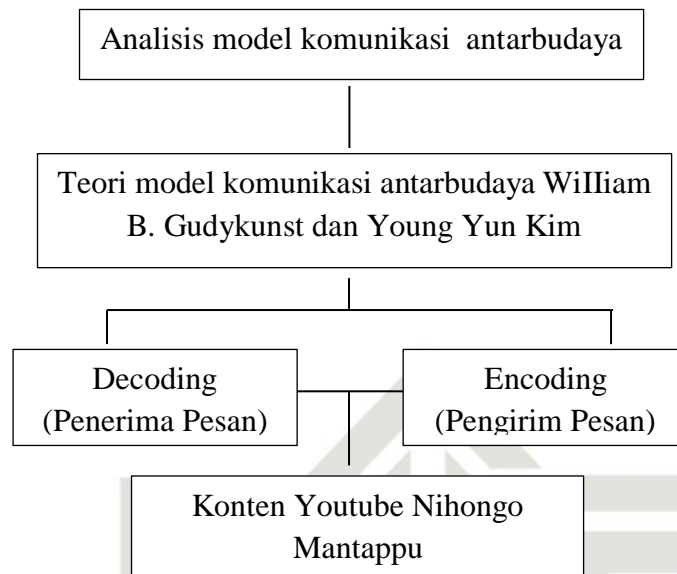 Analisis model komunikasi antarbudaya
Teori model komunikasi antarbudaya WiIIiam
B. Gudykunst dan Young Yun Kim
Decoding
(Penerima Pesan)
Encoding
(Pengirim Pesan)
Konten Youtube Nihongo
Mantappu